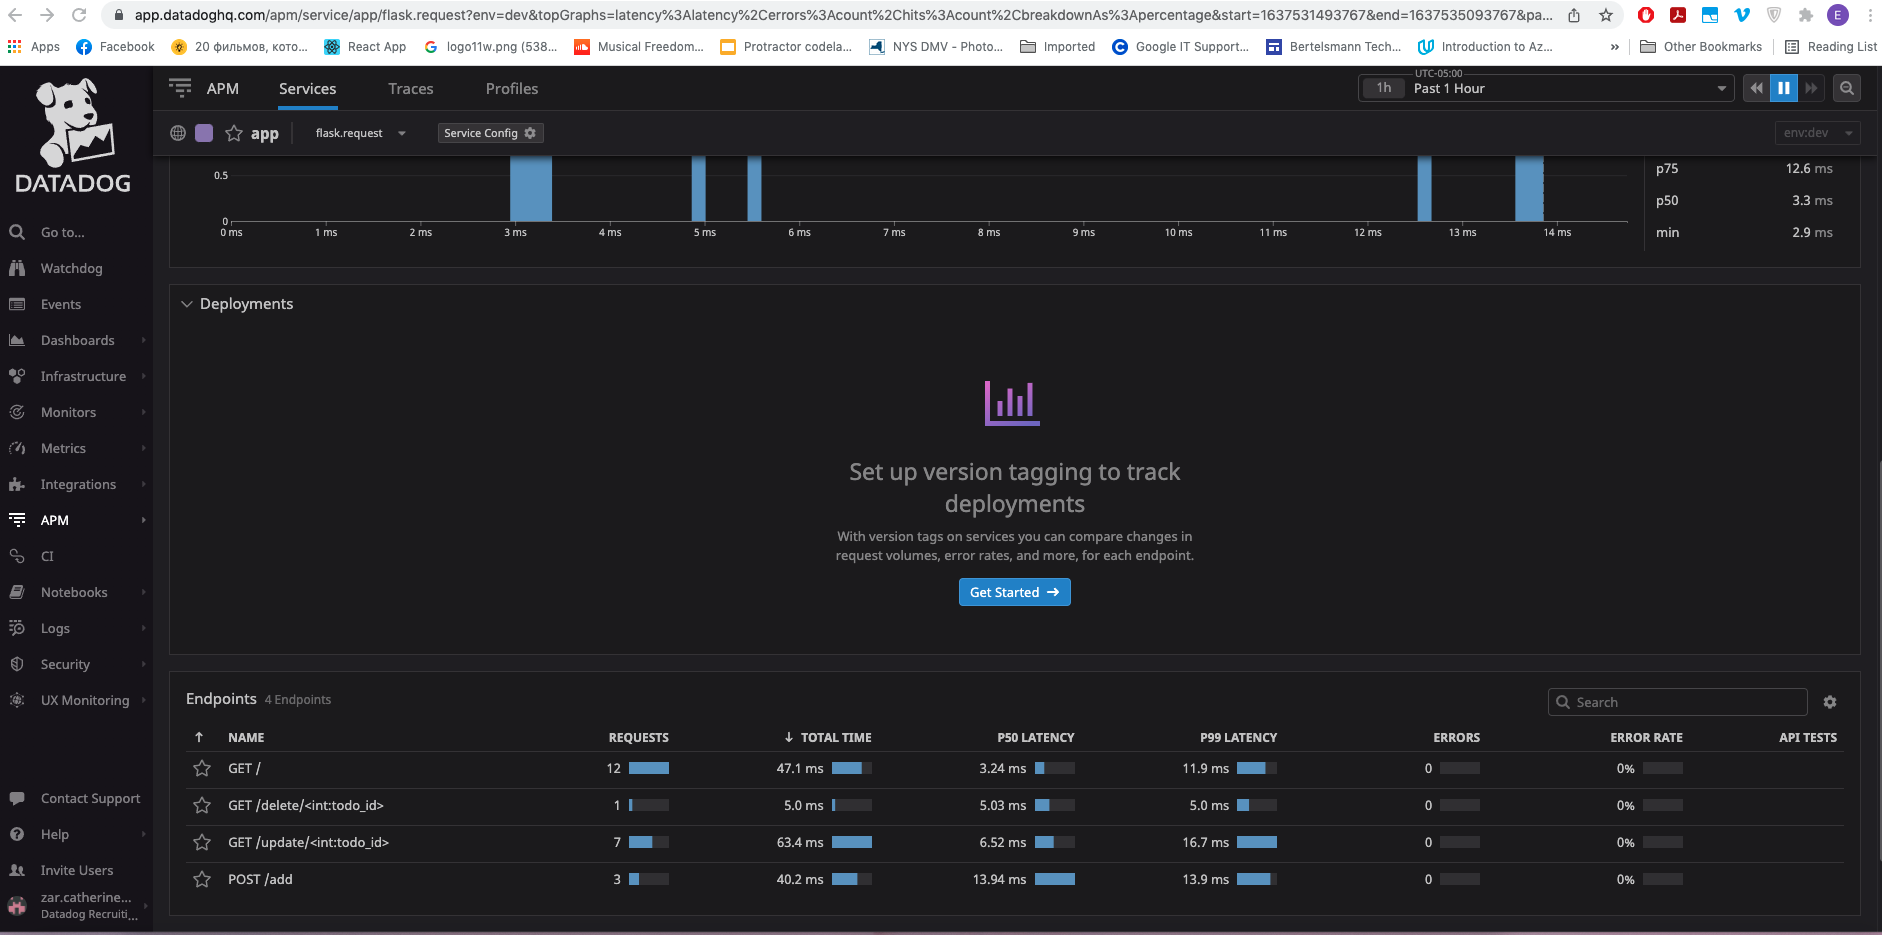 app.datadoghq.com/apm/service/app/flask.request?env=dev&topGraphs=latency%3Alatency%2Cerrors%3Acount%2Chits%3Acount%2CbreakdownAs%3Apercentage&start=1637531493767&end=1637535093767&pa...
E
Apps
Facebook
20 фильмов, кото...
React App
logo11w.png (538...
Musical Freedom...
Protractor codela...
NYS DMV - Photo...
Imported
Google IT Support...
Bertelsmann Tech...
Introduction to Az...
»
Other Bookmarks
Reading List
DATADOG
Go to...
Watchdog
Events
Dashboards
Infrastructure
Monitors
Metrics
Integrations
APM
CI
Notebooks
Logs
Security
UX Monitoring
Contact Support
Help
Invite Users
zar.catherine...
Datadog Recruiti...
APM
Services
Traces
Profiles
UTC-05:00
1h Past 1 Hour
app
flask.request
Service Config
env:dev
0.5
0
0 ms 1 ms 2 ms 3 ms 4 ms 5 ms 6 ms 7 ms 8 ms 9 ms 10 ms 11 ms 12 ms 13 ms 14 ms
p75 12.6 ms
p50 3.3 ms
min 2.9 ms
Deployments
Set up version tagging to track
deployments
With version tags on services you can compare changes in
request volumes, error rates, and more, for each endpoint.
Get Started →
Endpoints 4 Endpoints
Search
↑ NAME REQUESTS ↓ TOTAL TIME P50 LATENCY P99 LATENCY ERRORS ERROR RATE API TESTS
GET / 12 47.1 ms 3.24 ms 11.9 ms 0 0%
GET /delete/<int:todo_id> 1 5.0 ms 5.03 ms 5.0 ms 0 0%
GET /update/<int:todo_id> 7 63.4 ms 6.52 ms 16.7 ms 0 0%
POST /add 3 40.2 ms 13.94 ms 13.9 ms 0 0%